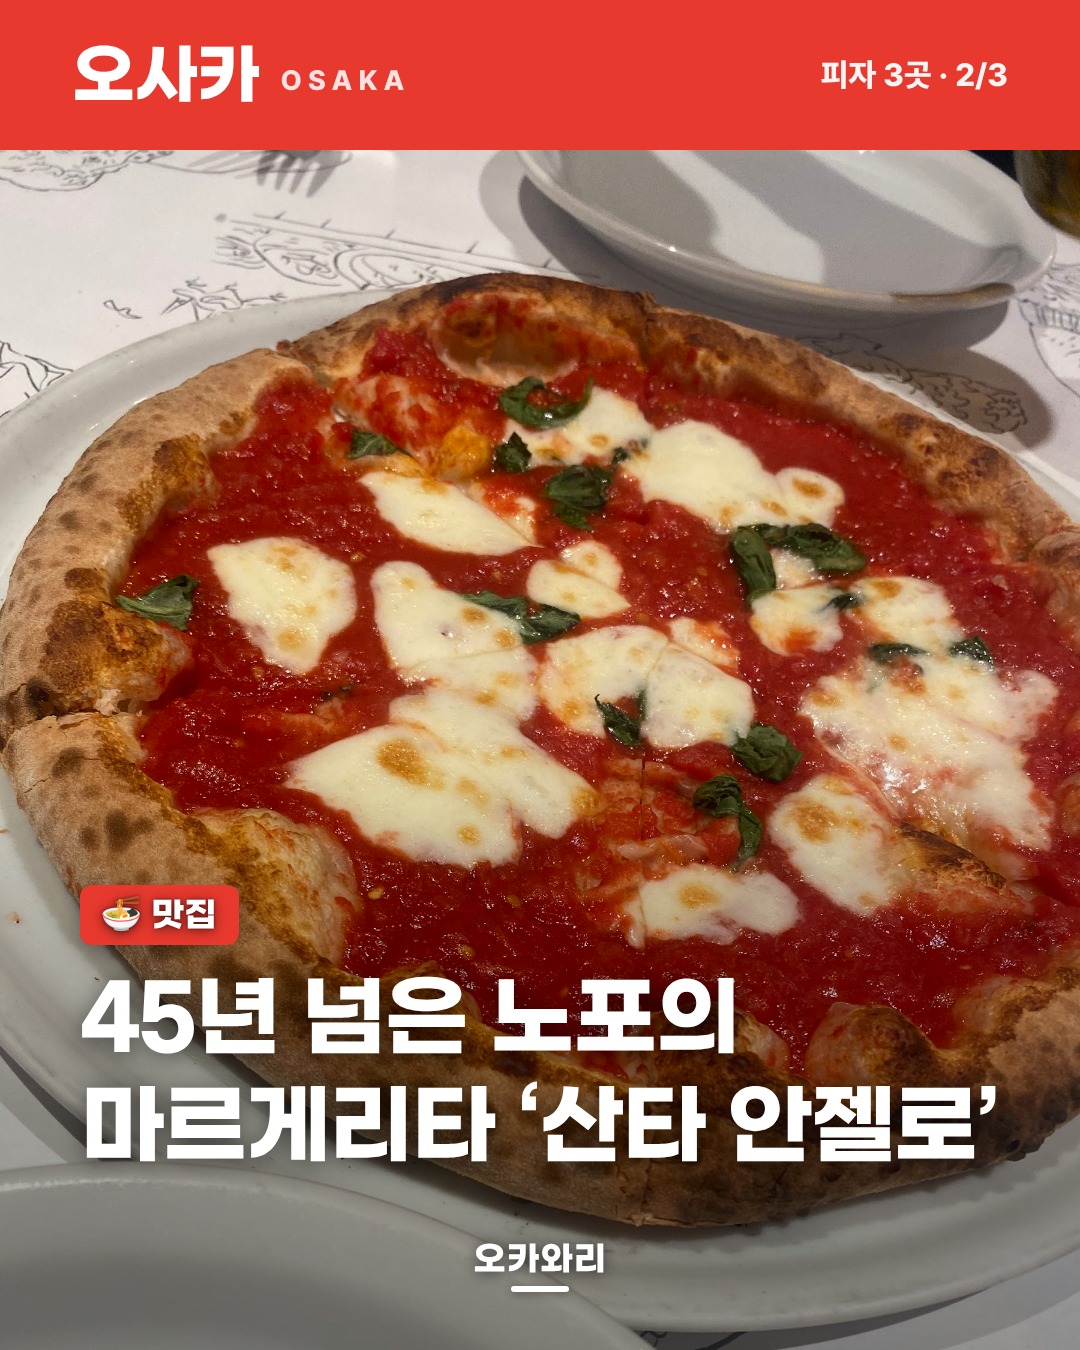 오사카 OSAKA
피자 3곳 · 2/3
🍜 맛집
45년 넘은 노포의
마르게리타 ‘산타 안젤로’
오카와리